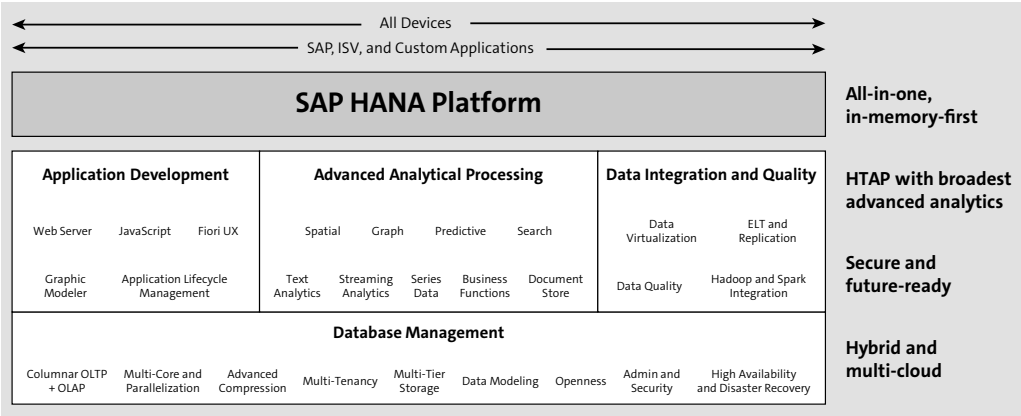 All Devices
SAP, ISV, and Custom Applications
SAP HANA Platform
All-in-one,
in-memory-first
Application Development
Web Server
JavaScript
Fiori UX
Graphic
Modeler
Application Lifecycle
Management
Advanced Analytical Processing
Spatial
Graph
Predictive
Search
Text
Analytics
Streaming
Analytics
Series
Data
Business
Functions
Document
Store
Data Integration and Quality
Data
Virtualization
ELT and
Replication
Data Quality
Hadoop and Spark
Integration
HTAP with broadest
advanced analytics
Secure and
future-ready
Database Management
Columnar OLTP
+ OLAP
Multi-Core and
Parallelization
Advanced
Compression
Multi-Tenancy
Multi-Tier
Storage
Data Modeling
Openness
Admin and
Security
High Availability
and Disaster Recovery
Hybrid and
multi-cloud